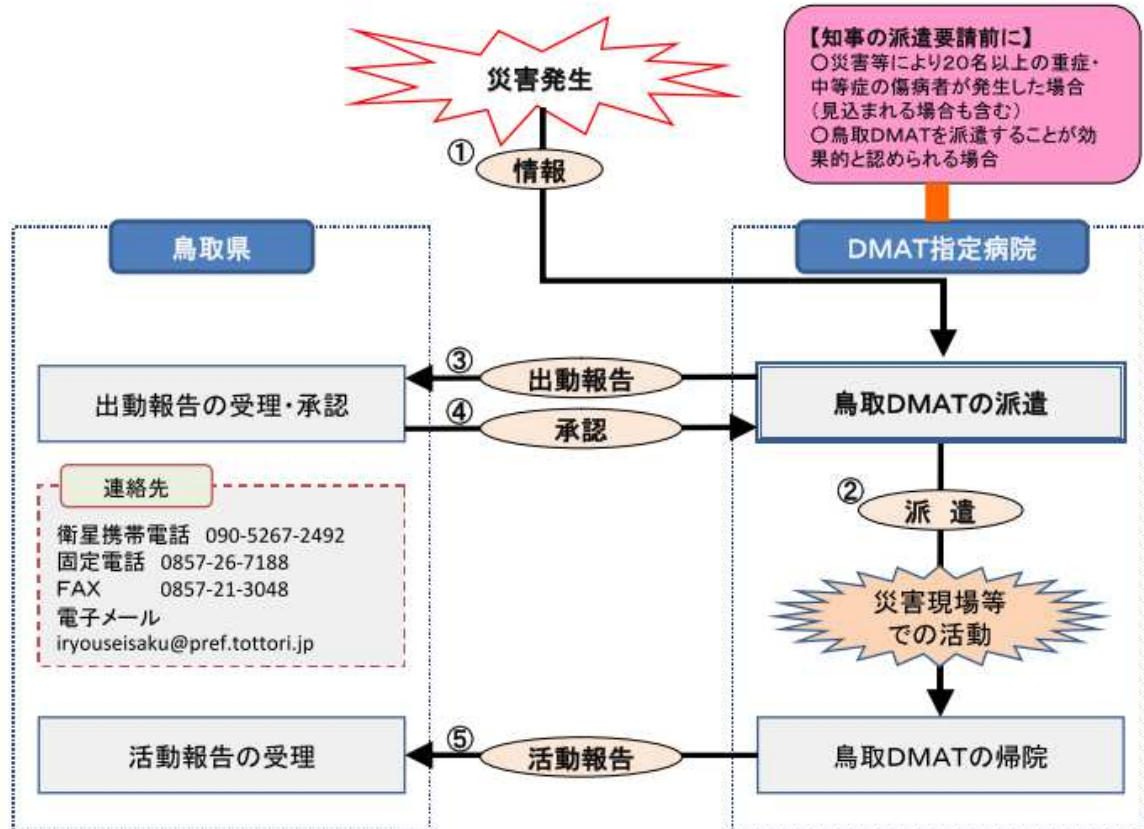 災害発生
【知事の派遣要請前に】
○災害等により20名以上の重症・
中等症の傷病者が発生した場合
(見込まれる場合も含む)
○鳥取DMATを派遣することが効
果的と認められる場合
①
情報
鳥取県
DMAT指定病院
③
出動報告
出動報告の受理・承認
④
承認
鳥取DMATの派遣
連絡先
衛星携帯電話 090-5267-2492
固定電話 0857-26-7188
FAX 0857-21-3048
電子メール
iryouseisaku@pref.tottori.jp
②
派 遣
災害現場等
での活動
活動報告の受理
⑤
活動報告
鳥取DMATの帰院